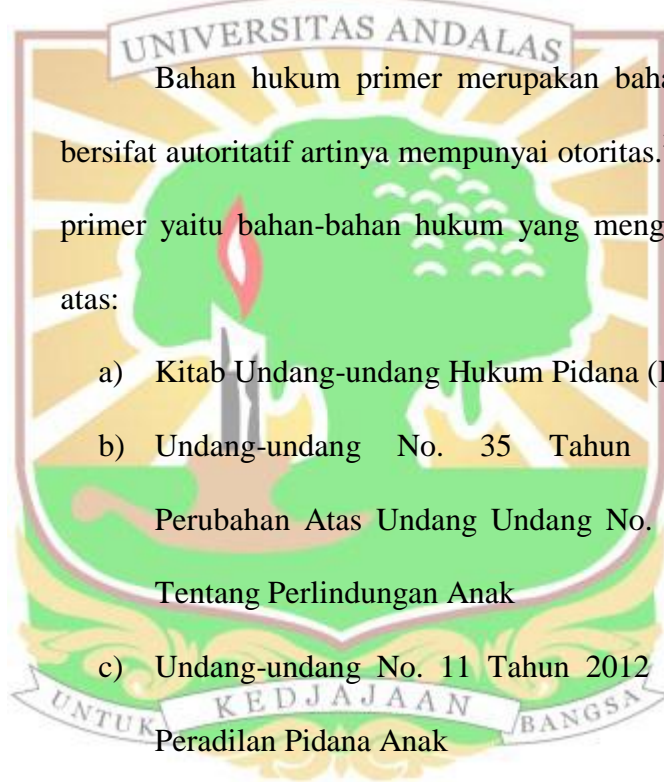 UNIVERSITAS ANDALAS
Bahan hukum primer merupakan
bersifat autoritatif artinya mempunyai otoritas.
primer yaitu bahan-bahan hukum yang
atas:
a) Kitab Undang-undang Hukum Pidana
b) Undang-undang No. 35 Tahun
Perubahan Atas Undang Undang No.
Tentang Perlindungan Anak
c) Undang-undang No. 11 Tahun 2012
Peradilan Pidana Anak
UNTUK KEDJAJAAN BANGSA